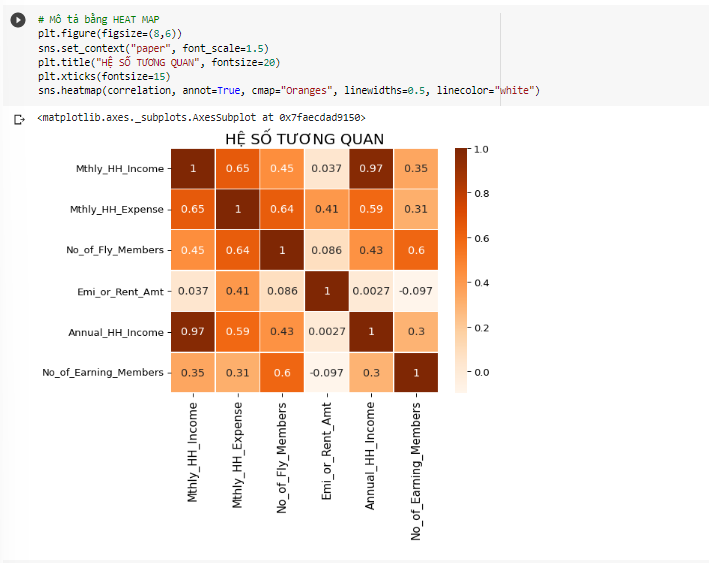 # Mô tả bằng HEAT MAP
plt.figure(figsize=(8,6))
sns.set_context("paper", font_scale=1.5)
plt.title("HỆ SỐ TƯƠNG QUAN", fontsize=20)
plt.xticks(fontsize=15)
sns.heatmap(correlation, annot=True, cmap="Oranges", linewidths=0.5, linecolor="white")
<matplotlib.axes._subplots.AxesSubplot at 0x7faecdad9150>
HỆ SỐ TƯƠNG QUAN
Mthly_HH_Income 1 0.65 0.45 0.037 0.97 0.35
Mthly_HH_Expense 0.65 1 0.64 0.41 0.59 0.31
No_of_Fly_Members 0.45 0.64 1 0.086 0.43 0.6
Emi_or_Rent_Amt 0.037 0.41 0.086 1 0.0027 -0.097
Annual_HH_Income 0.97 0.59 0.43 0.0027 1 0.3
No_of_Earning_Members 0.35 0.31 0.6 -0.097 0.3 1
Mthly_HH_Income
Mthly_HH_Expense
No_of_Fly_Members
Emi_or_Rent_Amt
Annual_HH_Income
No_of_Earning_Members
1.0
0.8
0.6
0.4
0.2
0.0